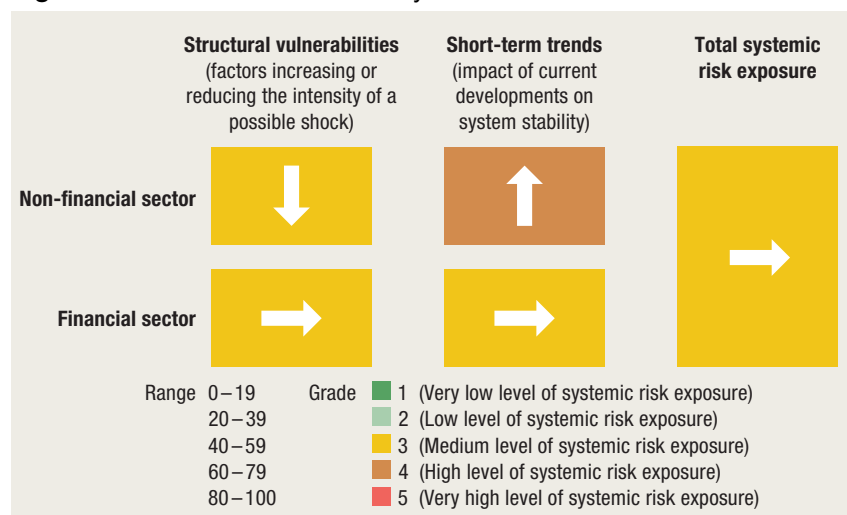 Structural vulnerabilities
(factors increasing or
reducing the intensity of a
possible shock)
Short-term trends
(impact of current
developments on
system stability)
Total systemic
risk exposure
Non-financial sector
Financial sector
Range 0–19 Grade 1 (Very low level of systemic risk exposure)
20–39 2 (Low level of systemic risk exposure)
40–59 3 (Medium level of systemic risk exposure)
60–79 4 (High level of systemic risk exposure)
80–100 5 (Very high level of systemic risk exposure)